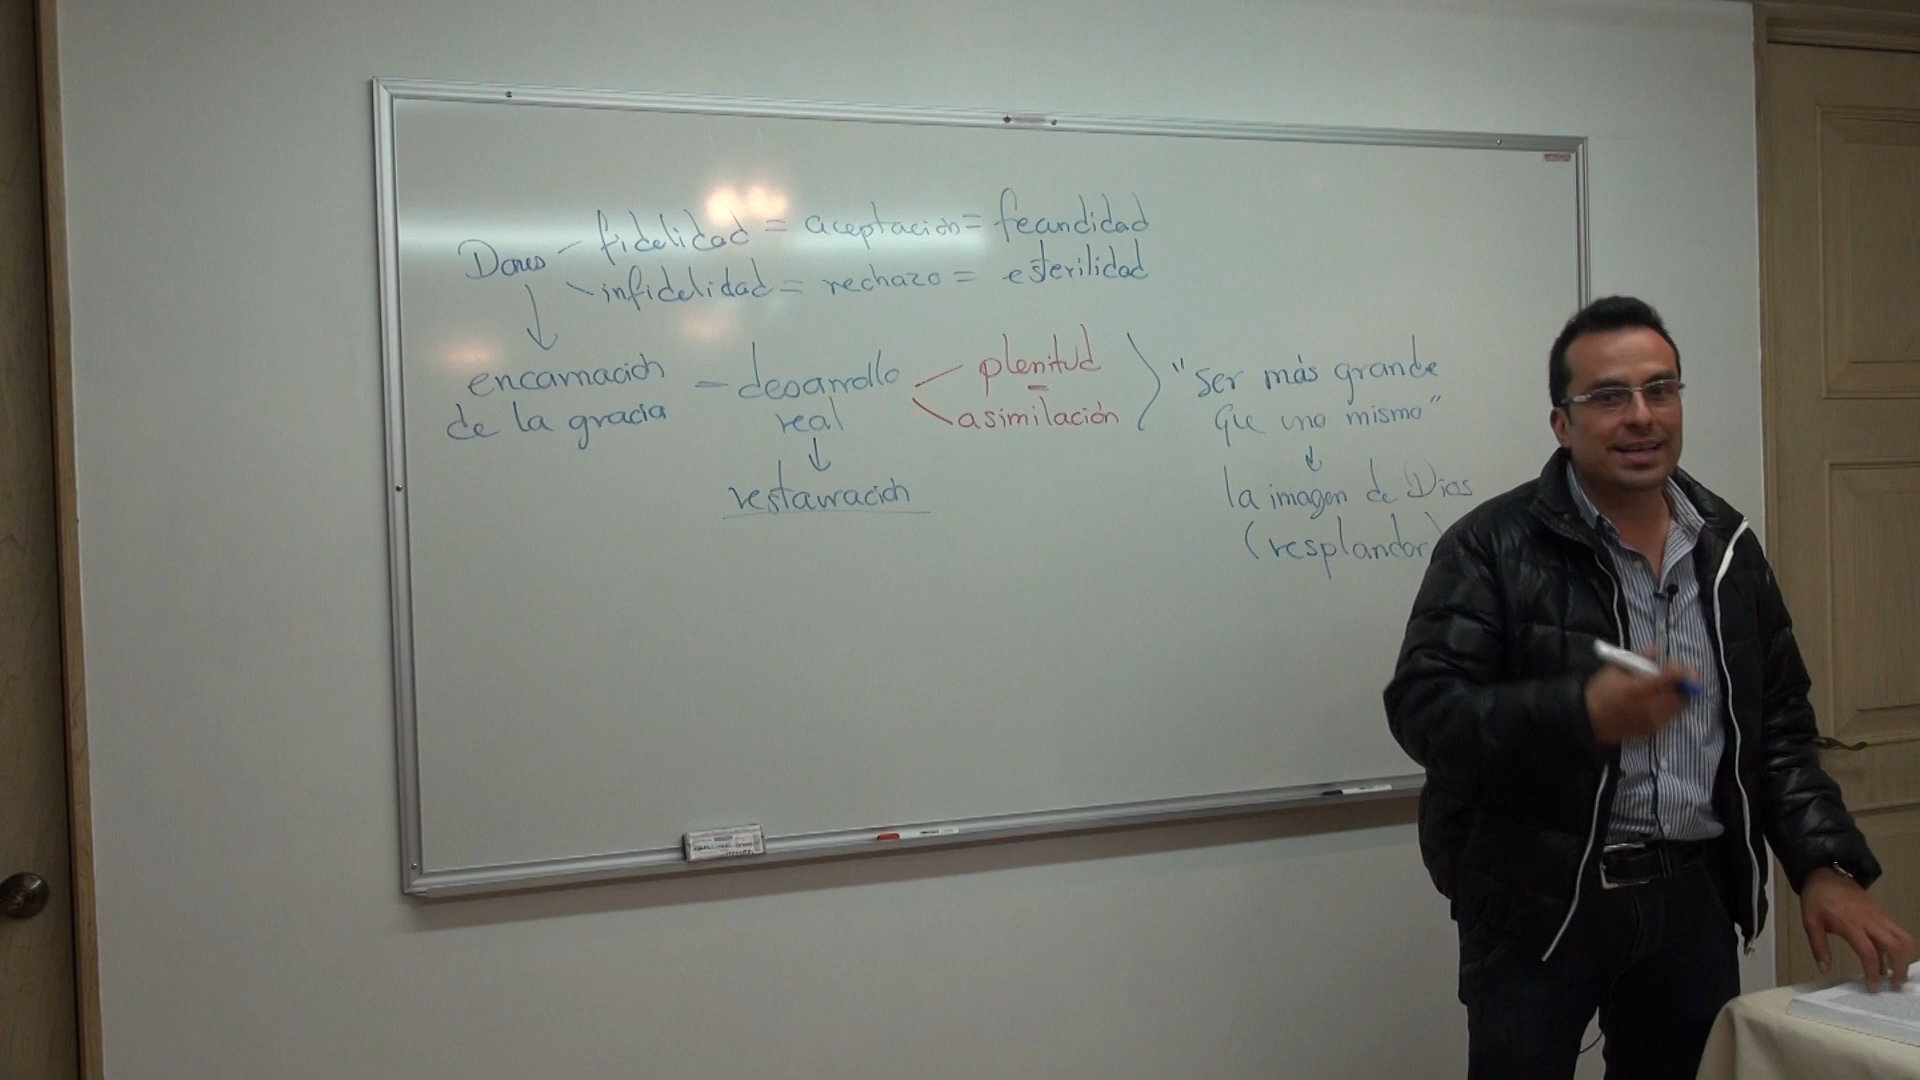 Dones – fidelidad = aceptación = fecundidad
infidelidad = rechazo = esterilidad
encarnación – desarrollo
de la gracia real
plenitud
asimilación
restauración
"Ser más grande
que uno mismo"
la imagen de Dios
(resplandor)